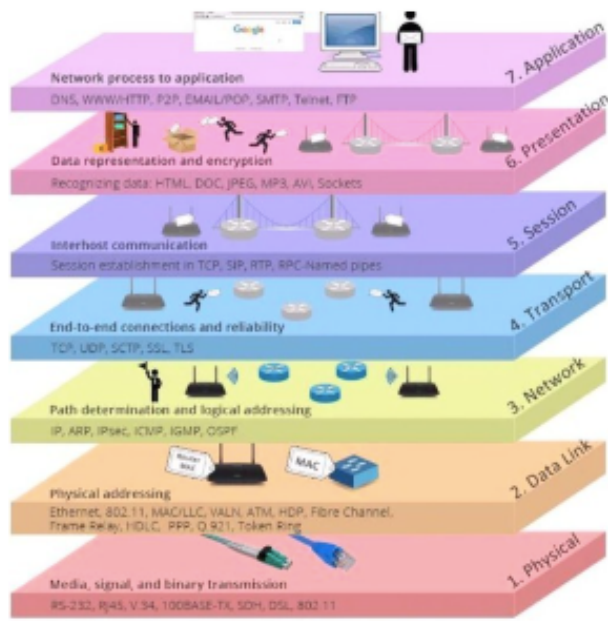 Google
7. Application
Network process to application
DNS, WWW/HTTP, P2P, EMAIL/POP, SMTP, Telnet, FTP
6. Presentation
Data representation and encryption
Recognizing data: HTML, DOC, JPEG, MP3, AVI, Sockets
5. Session
Interhost communication
Session establishment in TCP, SIP, RTP, RPC-Named pipes
4. Transport
End-to-end connections and reliability
TCP, UDP, SCTP, SSL, TLS
3. Network
Path determination and logical addressing
IP, ARP, IPsec, ICMP, IGMP, OSPF
2. Data Link
MAC
MAC
Physical addressing
Ethernet, 802.11, MAC/LLC, VALN, ATM, HDP, Fibre Channel,
Frame Relay, HDLC, PPP, Q.921, Token Ring
1. Physical
Media, signal, and binary transmission
RS-232, RJ45, V.34, 100BASE-TX, SDH, DSL, 802.11